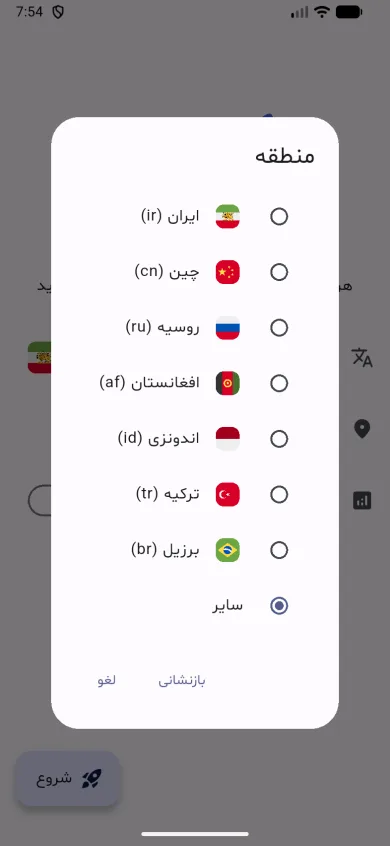 7:54
منطقه
ایران (ir)
چین (cn)
روسیه (ru)
افغانستان (af)
اندونزی (id)
ترکیه (tr)
برزیل (br)
سایر
بازنشانی
لغو
شروع